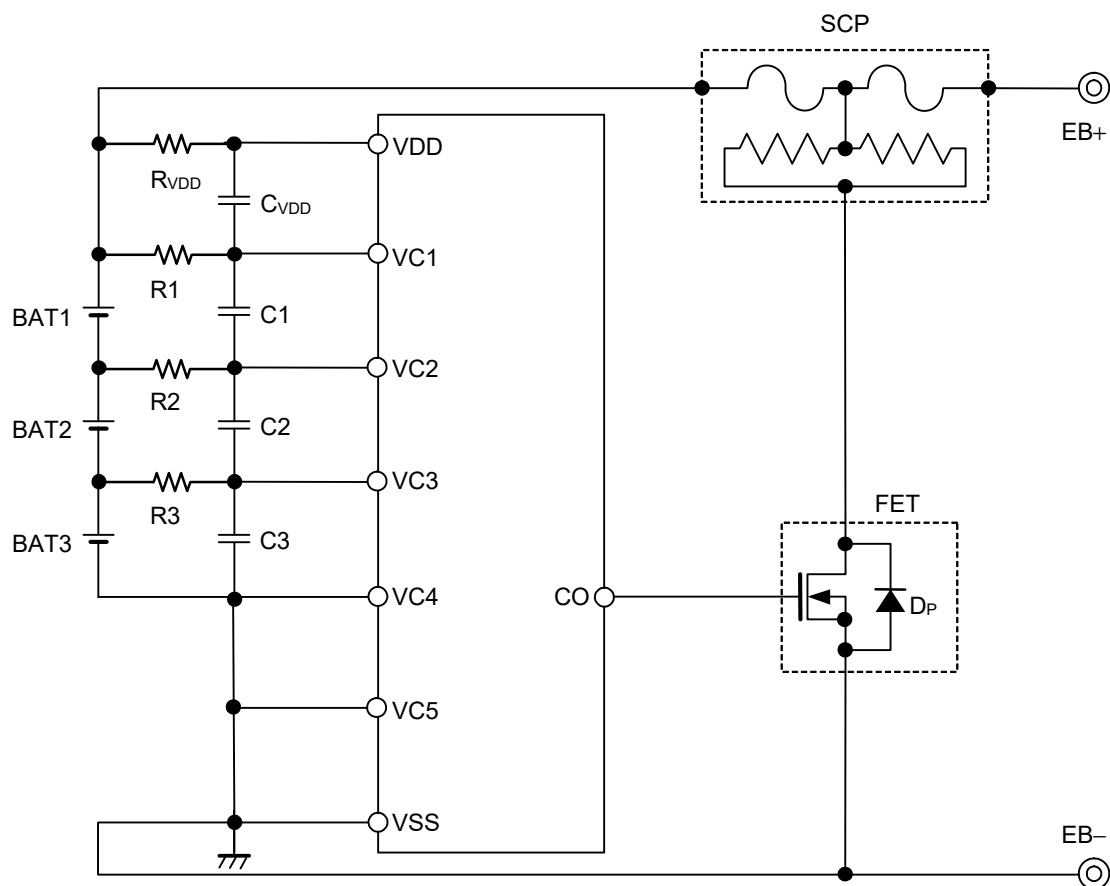 SCP
EB+
VDD
RVDD
CVDD
VC1
R1
BAT1
C1
VC2
R2
BAT2
C2
VC3
R3
FET
BAT3
C3
VC4
CO
DP
VC5
VSS
EB−